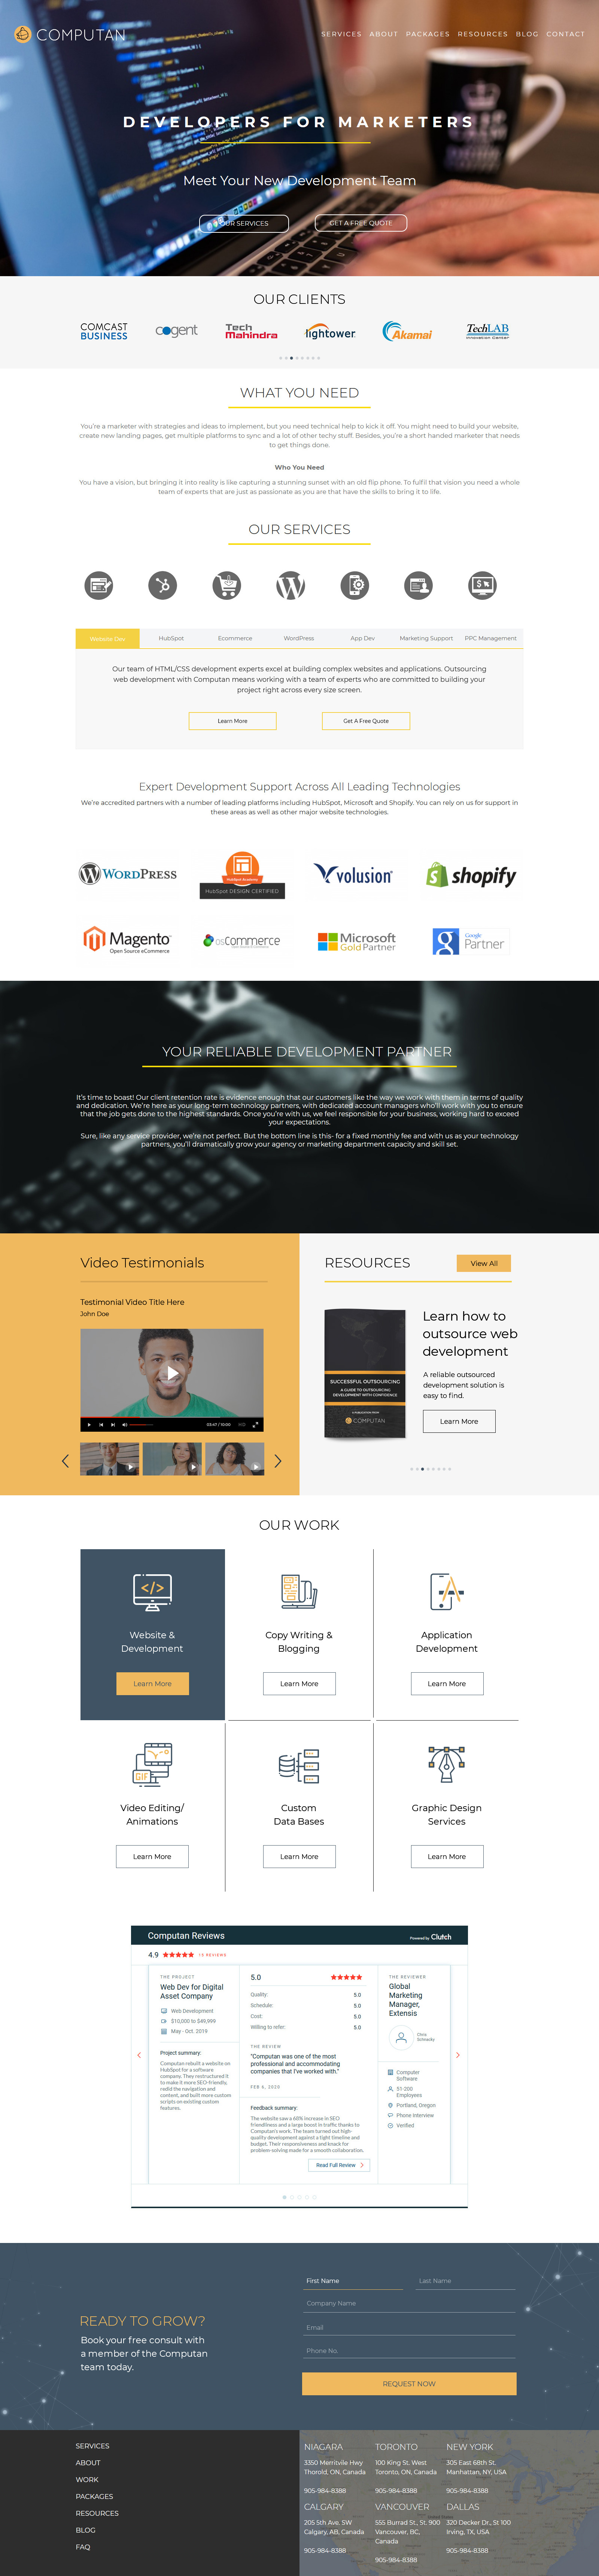 COMPUTAN
SERVICES ABOUT PACKAGES RESOURCES BLOG CONTACT
DEVELOPERS FOR MARKETERS
Meet Your New Development Team
OUR SERVICES
GET A FREE QUOTE
OUR CLIENTS
COMCAST BUSINESS
cogent
Tech Mahindra
lightower
Akamai
TechLAB
Innovation Center
WHAT YOU NEED
You're a marketer with strategies and ideas to implement, but you need technical help to kick it off. You might need to build your website,
create new landing pages, get multiple platforms to sync and a lot of other techy stuff. Besides, you're a short handed marketer that needs
to get things done.
Who You Need
You have a vision, but bringing it into reality is like capturing a stunning sunset with an old flip phone. To fulfil that vision you need a whole
team of experts that are just as passionate as you are that have the skills to bring it to life.
OUR SERVICES
Website Dev HubSpot Ecommerce WordPress App Dev Marketing Support PPC Management
Our team of HTML/CSS development experts excel at building complex websites and applications. Outsourcing
web development with Computan means working with a team of experts who are committed to building your
project right across every size screen.
Learn More
Get A Free Quote
Expert Development Support Across All Leading Technologies
We're accredited partners with a number of leading platforms including HubSpot, Microsoft and Shopify. You can rely on us for support in
these areas as well as other major website technologies.
WORDPRESS
HubSpot Academy
HubSpot DESIGN CERTIFIED
volusion
shopify
Magento
Open Source eCommerce
osCommerce
Microsoft
GoldPartner
Google
Partner
YOUR RELIABLE DEVELOPMENT PARTNER
It's time to boast! Our client retention rate is evidence enough that our customers like the way we work with them in terms of quality
and dedication. We're here as your long-term technology partners, with dedicated account managers who'll work with you to ensure
that the job gets done to the highest standards. Once you're with us, we feel responsible for your business, working hard to exceed
your expectations.
Sure, like any service provider, we're not perfect. But the bottom line is this- for a fixed monthly fee and with us as your technology
partners, you'll dramatically grow your agency or marketing department capacity and skill set.
Video Testimonials
Testimonial Video Title Here
John Doe
03:47 / 10:00 HD
RESOURCES
View All
SUCCESSFUL OUTSOURCING
A GUIDE TO OUTSOURCING
DEVELOPMENT WITH CONFIDENCE
COMPUTAN
Learn how to
outsource web
development
A reliable outsourced
development solution is
easy to find.
Learn More
OUR WORK
Website &
Development
Learn More
Copy Writing &
Blogging
Learn More
Application
Development
Learn More
GIF
Video Editing/
Animations
Learn More
Custom
Data Bases
Learn More
Graphic Design
Services
Learn More
Computan Reviews
Powered by Clutch
4.9
THE PROJECT
Web Dev for Digital
Asset Company
Web Development
$10,000 to $49,999
May - Oct. 2019
Project summary:
Computan rebuilt a website on
HubSpot for a software
company. They restructured it
to make it more SEO-friendly,
redid the navigation and
content, and built more custom
scripts on existing custom
features.
5.0
Quality: 5.0
Schedule: 5.0
Cost: 5.0
Willing to refer: 5.0
THE REVIEW
"Computan was one of the most
professional and accommodating
companies that I've worked with."
FEB 6, 2020
Feedback summary:
The website saw a 68% increase in SEO
friendliness and a large boost in traffic thanks to
Computan's work. The team turned out high-
quality development against a tight timeline and
budget. Their responsiveness and knack for
problem-solving made for a smooth collaboration.
Read Full Review
THE REVIEWER
Global
Marketing
Manager,
Extensis
Chris
Computer
Software
51-200
Employees
Portland, Oregon
Phone Interview
Verified
READY TO GROW?
Book your free consult with
a member of the Computan
team today.
First Name
Last Name
Company Name
Email
Phone No.
REQUEST NOW
SERVICES
ABOUT
WORK
PACKAGES
RESOURCES
BLOG
FAQ
NIAGARA
3350 Merritvile Hwy
Thorold, ON, Canada
905-984-8388
TORONTO
100 King St. West
Toronto, ON, Canada
905-984-8388
NEW YORK
305 East 68th St.
Manhattan, NY, USA
905-984-8388
CALGARY
205 5th Ave, SW
Calgary, AB, Canada
905-984-8388
VANCOUVER
555 Burrad St., St. 900
Vancouver, BC,
Canada
905-984-8388
DALLAS
320 Decker Dr., St 100
Irving, TX, USA
905-984-8388